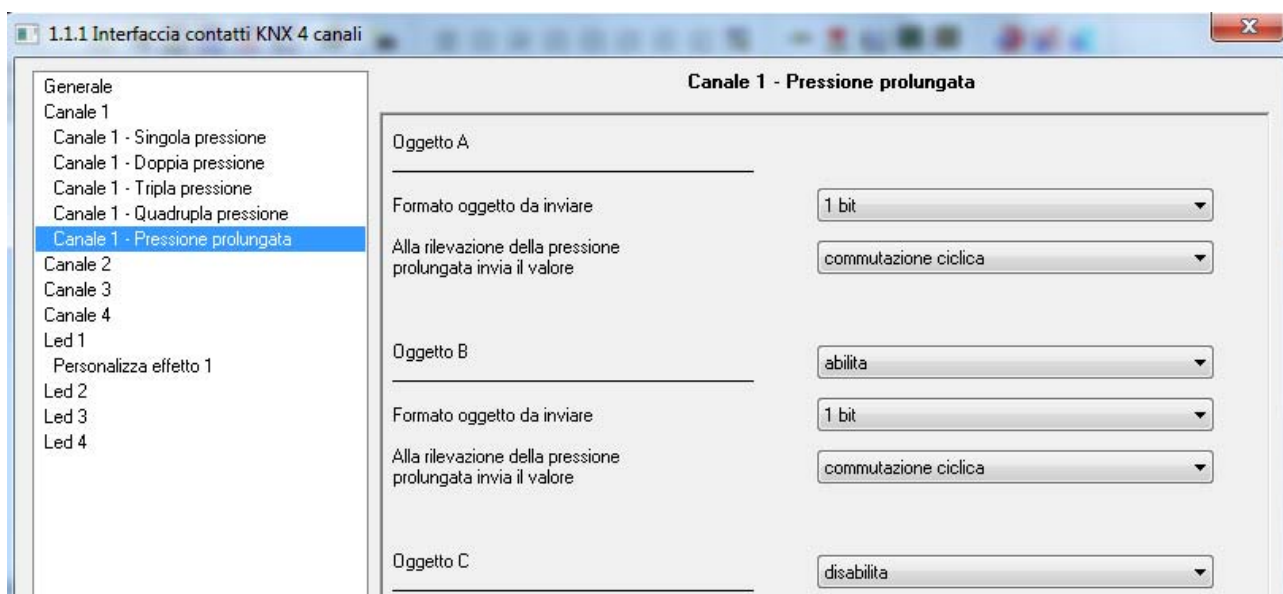 1.1.1 Interfaccia contatti KNX 4 canali
Generale
Canale 1
Canale 1 - Singola pressione
Canale 1 - Doppia pressione
Canale 1 - Tripla pressione
Canale 1 - Quadrupla pressione
Canale 1 - Pressione prolungata
Canale 2
Canale 3
Canale 4
Led 1
Personalizza effetto 1
Led 2
Led 3
Led 4
Canale 1 - Pressione prolungata
Oggetto A
Formato oggetto da inviare
1 bit
Alla rilevazione della pressione
prolungata invia il valore
commutazione ciclica
Oggetto B
abilita
Formato oggetto da inviare
1 bit
Alla rilevazione della pressione
prolungata invia il valore
commutazione ciclica
Oggetto C
disabilita